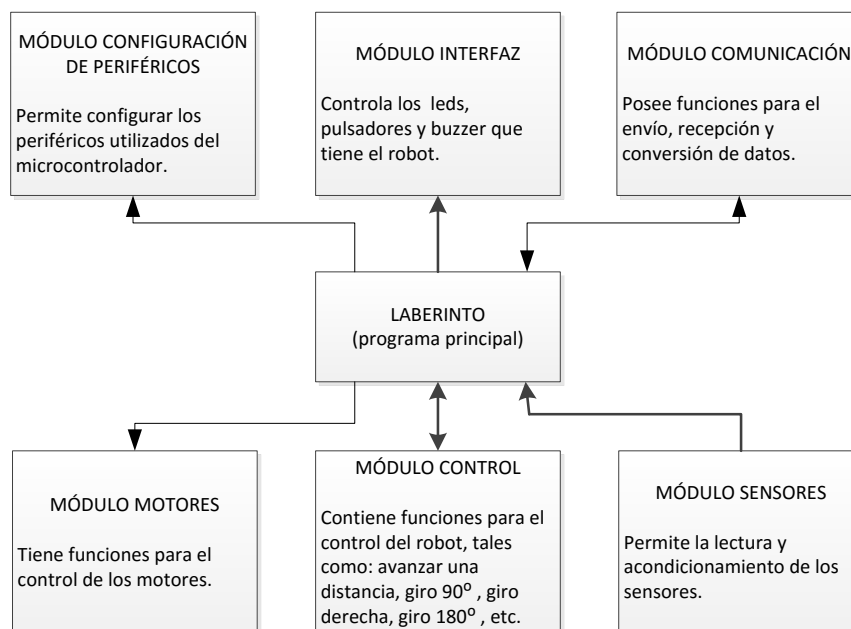 MÓDULO CONFIGURACIÓN
DE PERIFÉRICOS
Permite configurar los
periféricos utilizados del
microcontrolador.
MÓDULO INTERFAZ
Controla los leds,
pulsadores y buzzer que
tiene el robot.
MÓDULO COMUNICACIÓN
Posee funciones para el
envío, recepción y
conversión de datos.
LABERINTO
(programa principal)
MÓDULO MOTORES
Tiene funciones para el
control de los motores.
MÓDULO CONTROL
Contiene funciones para el
control del robot, tales
como: avanzar una
distancia, giro 90º , giro
derecha, giro 180º , etc.
MÓDULO SENSORES
Permite la lectura y
acondicionamiento de los
sensores.